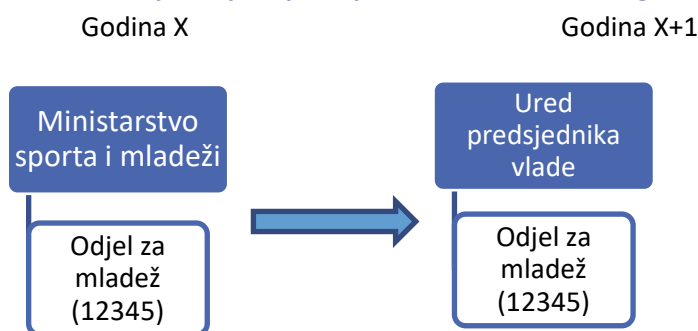 Godina X
Godina X+1
Ministarstvo
sporta i mladeži
Ured
predsjednika
vlade
Odjel za
mladež
(12345)
Odjel za
mladež
(12345)